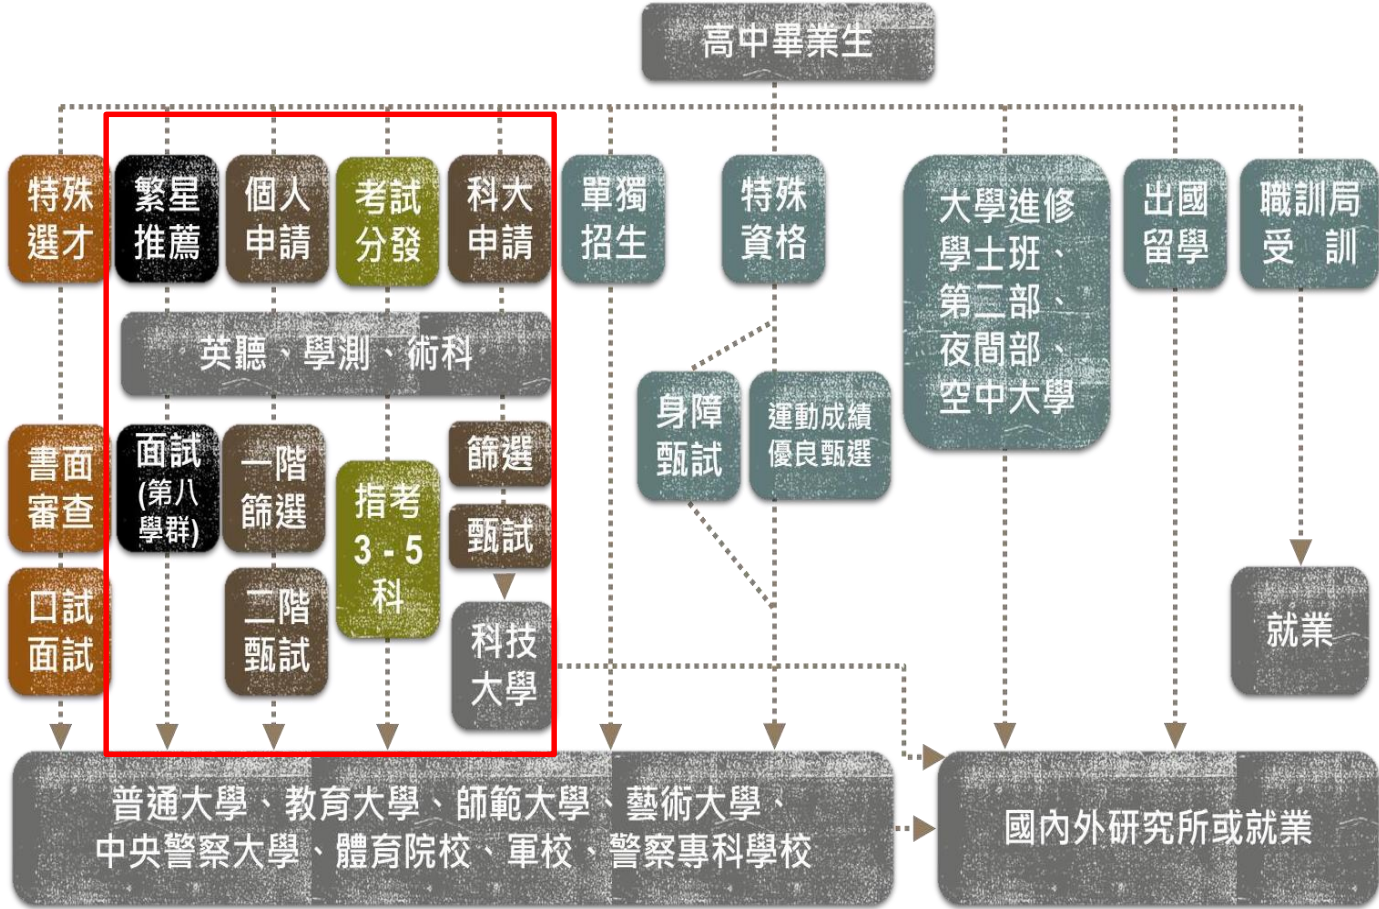 高中畢業生
特殊
選才
繁星
推薦
個人
申請
考試
分發
科大
申請
單獨
招生
特殊
資格
大學進修
學士班、
第二部、
夜間部、
空中大學
出國
留學
職訓局
受 訓
英聽、學測、術科
書面
審查
面試
(第八
學群)
一階
篩選
指考
3 - 5
科
篩選
甄試
身障
甄試
運動成績
優良甄選
口試
面試
二階
甄試
科技
大學
就業
普通大學、教育大學、師範大學、藝術大學、
中央警察大學、體育院校、軍校、警察專科學校
國內外研究所或就業